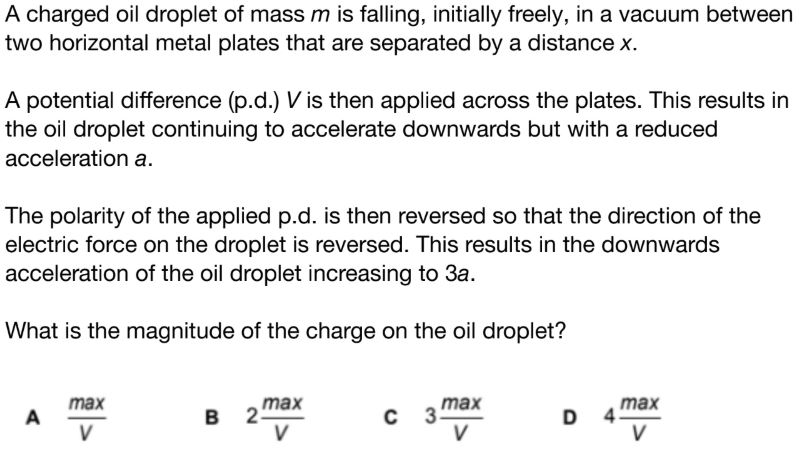 A charged oil droplet of mass m is falling, initially freely, in a vacuum between
two horizontal metal plates that are separated by a distance x.
A potential difference (p.d.) V is then applied across the plates. This results in
the oil droplet continuing to accelerate downwards but with a reduced
acceleration a.
The polarity of the applied p.d. is then reversed so that the direction of the
electric force on the droplet is reversed. This results in the downwards
acceleration of the oil droplet increasing to 3a.
What is the magnitude of the charge on the oil droplet?
A max/V B 2 max/V C 3 max/V D 4 max/V